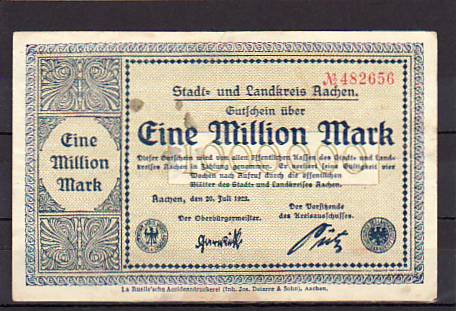 № 482656
Stadt- und Landkreis Aachen.
Gutschein über
Eine Million Mark
1000000
Dieser Gutschein wird von allen öffentlichen Kassen des Stadt- und Land-
kreises Aachen in Zahlung genommen. Er verliert seine Gültigkeit vier
Wochen nach Aufruf durch die öffentlichen
Blätter des Stadt- und Landkreises Aachen.
Aachen, den 20. Juli 1923.
Der Oberbürgermeister.
Der Vorsitzende
des Kreisausschusses.
Eine
Million
Mark
La Ruelle'sche Accidenzdruckerei (Inh. Jos. Deterre & Sohn), Aachen.